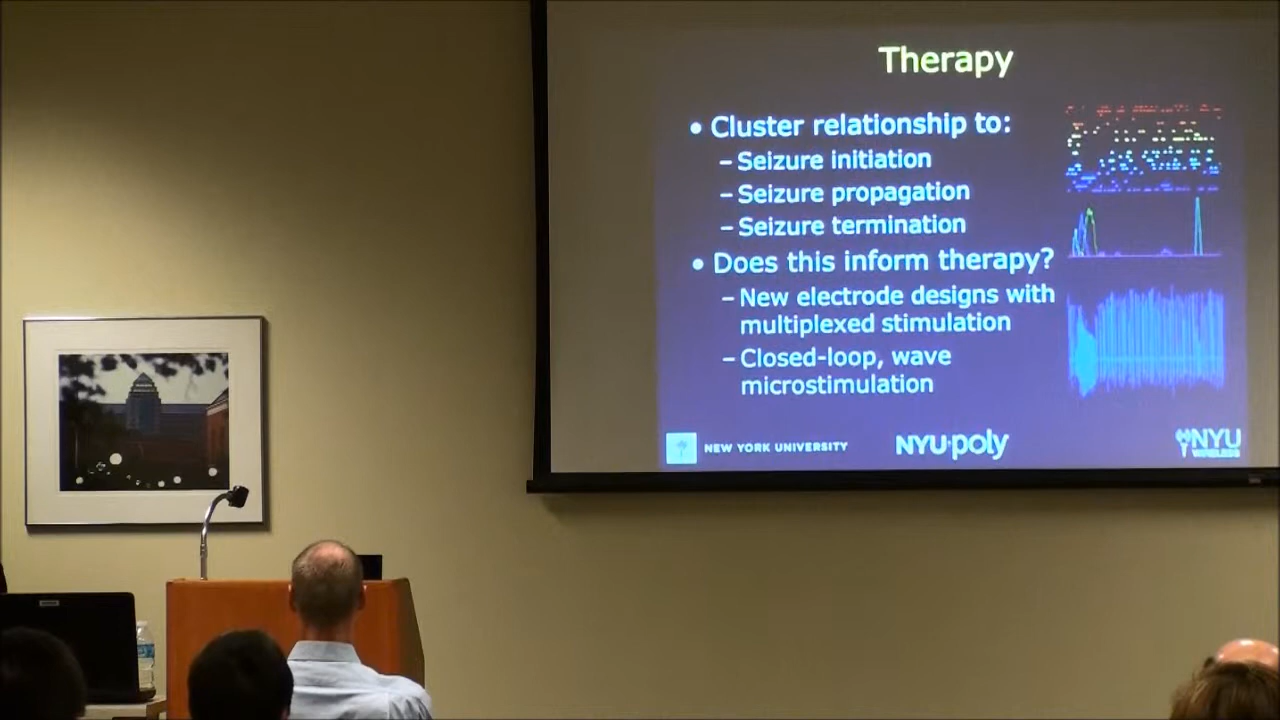 Therapy
• Cluster relationship to:
– Seizure initiation
– Seizure propagation
– Seizure termination
• Does this inform therapy?
– New electrode designs with
multiplexed stimulation
– Closed-loop, wave
microstimulation
NEW YORK UNIVERSITY
NYU·poly
NYU
WIRELESS